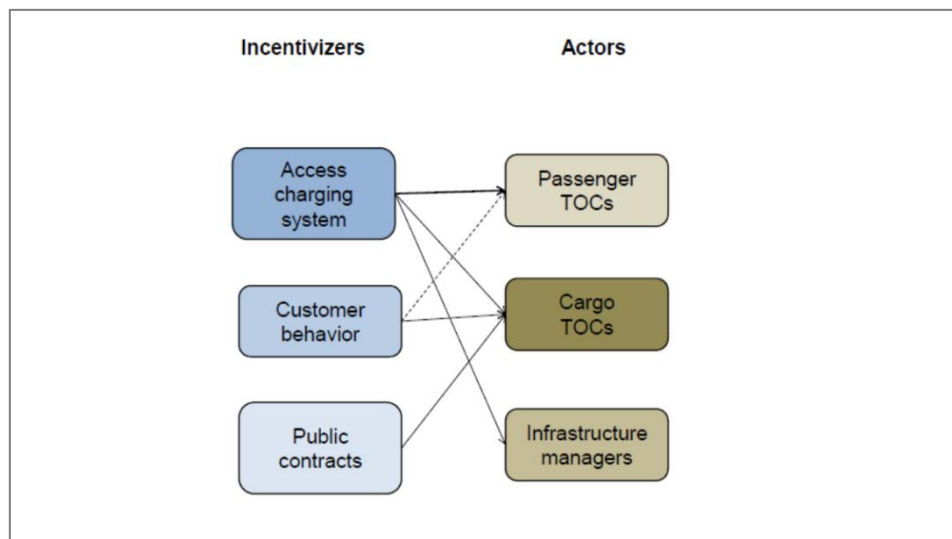 Incentivizers
Actors
Access
charging
system
Passenger
TOCs
Customer
behavior
Cargo
TOCs
Public
contracts
Infrastructure
managers